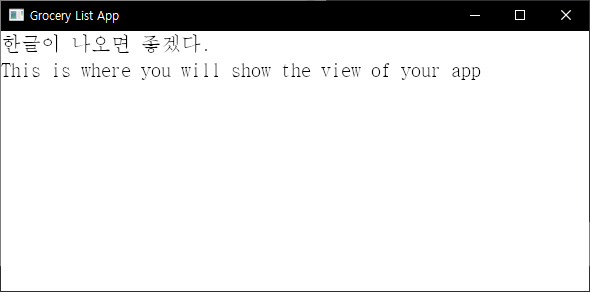 Grocery List App
한글이 나오면 좋겠다.
This is where you will show the view of your app